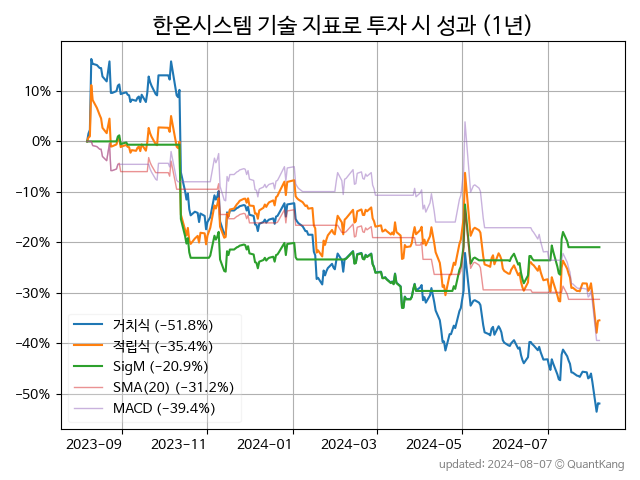 한온시스템 기술 지표로 투자 시 성과 (1년)
10%
0%
−10%
−20%
−30%
−40%
−50%
거치식 (−51.8%)
적립식 (−35.4%)
SigM (−20.9%)
SMA(20) (−31.2%)
MACD (−39.4%)
2023-09 2023-11 2024-01 2024-03 2024-05 2024-07
updated: 2024-08-07 © QuantKang